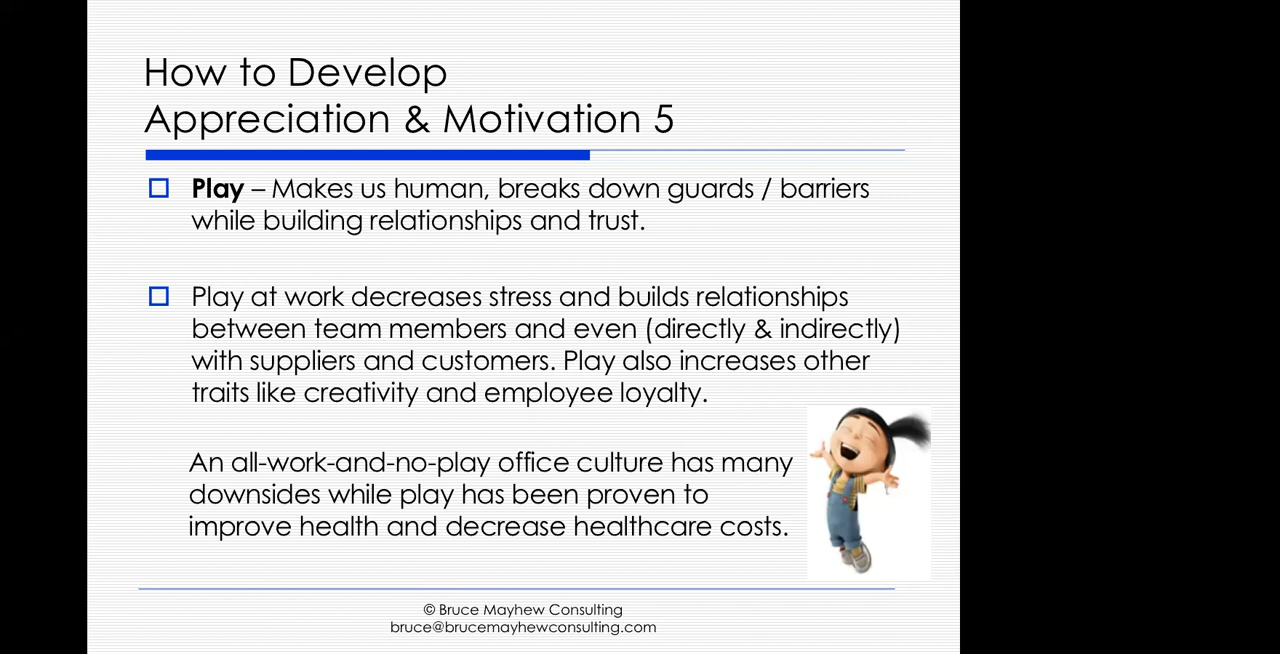 How to Develop
Appreciation & Motivation 5
Play – Makes us human, breaks down guards / barriers
while building relationships and trust.
Play at work decreases stress and builds relationships
between team members and even (directly & indirectly)
with suppliers and customers. Play also increases other
traits like creativity and employee loyalty.
An all-work-and-no-play office culture has many
downsides while play has been proven to
improve health and decrease healthcare costs.
© Bruce Mayhew Consulting
bruce@brucemayhewconsulting.com